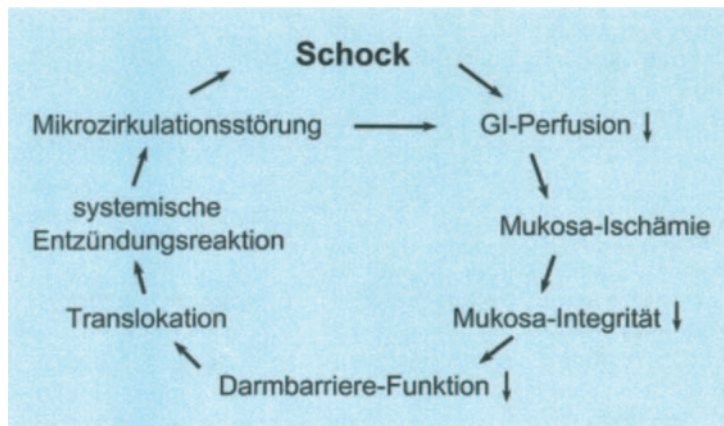 Schock
Mikrozirkulationsstörung
GI-Perfusion ↓
systemische
Entzündungsreaktion
Mukosa-Ischämie
Translokation
Mukosa-Integrität ↓
Darmbarriere-Funktion ↓